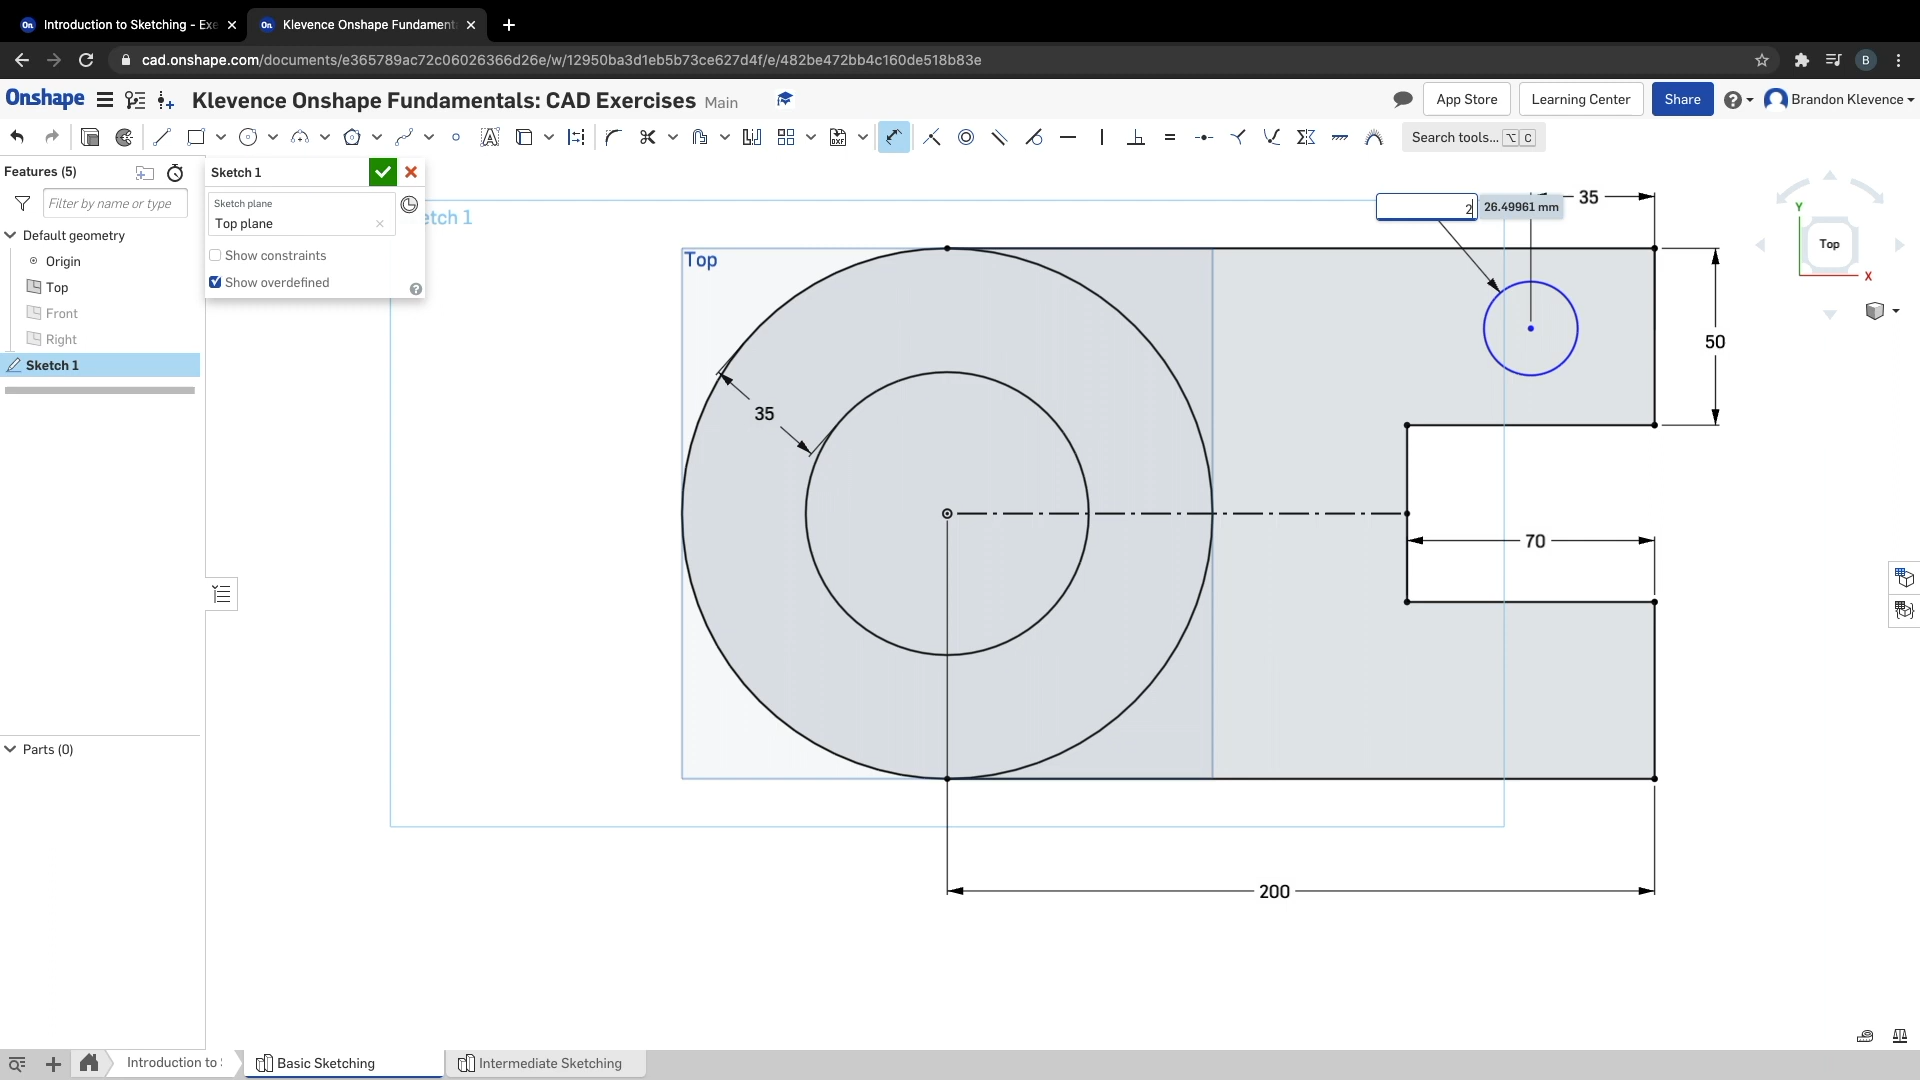 Introduction to Sketching - Exe
Klevence Onshape Fundament
cad.onshape.com/documents/e365789ac72c06026366d26e/w/12950ba3d1eb5b73ce627d4f/e/482be472bb4c160de518b83e
B
Onshape
Klevence Onshape Fundamentals: CAD Exercises Main
App Store
Learning Center
Share
Brandon Klevence
Search tools... ⌥ C
Features (5)
Filter by name or type
Default geometry
Origin
Top
Front
Right
Sketch 1
Parts (0)
Sketch 1
Sketch plane
Top plane
Show constraints
Show overdefined
etch 1
Top
2
26.49961 mm
35
50
35
70
200
Top
Y
X
Introduction to
Basic Sketching
Intermediate Sketching